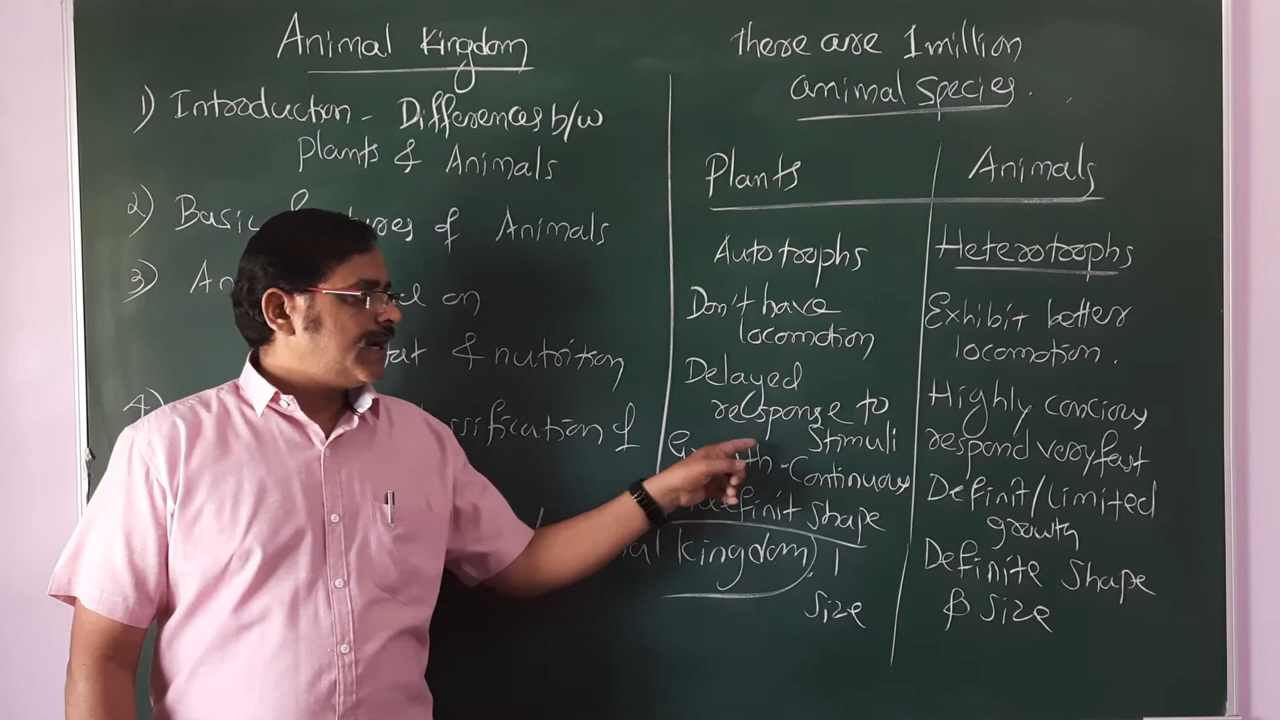 Animal Kingdom
1) Introduction - Differences b/w
Plants & Animals
2) Basic of Animals
3) on
& nutrition
4)
of
kingdom)
There are 1 million
animal species.
Plants
Animals
Autotrophs
Heterotrophs
Don't have
locomotion
Exhibit better
locomotion.
Delayed
response to
Stimuli
Highly concious
respond very fast
- Continuous
Definit/Limited
growth
shape
Size
Definite Shape
& Size